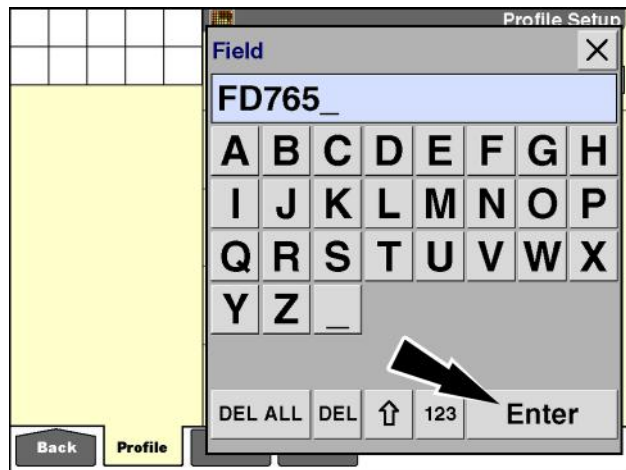 Profile Setup
Field
FD765_
A B C D E F G H
I J K L M N O P
Q R S T U V W X
Y Z _
DEL ALL DEL ⇧ 123 Enter
Back Profile